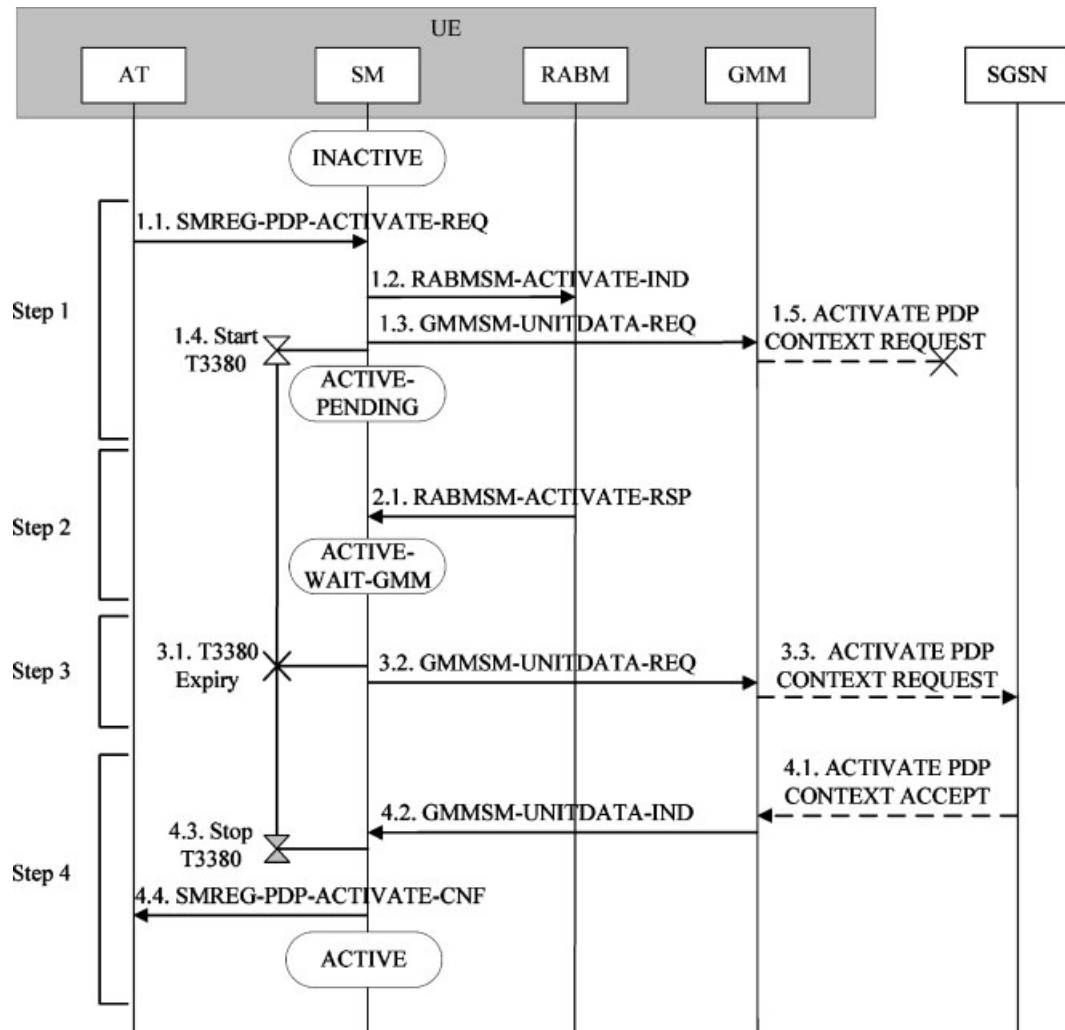 UE
AT
SM
RABM
GMM
SGSN
INACTIVE
Step 1
1.1. SMREG-PDP-ACTIVATE-REQ
1.2. RABMSM-ACTIVATE-IND
1.3. GMMSM-UNITDATA-REQ
1.4. Start
T3380
1.5. ACTIVATE PDP
CONTEXT REQUEST
ACTIVE-
PENDING
Step 2
2.1. RABMSM-ACTIVATE-RSP
ACTIVE-
WAIT-GMM
Step 3
3.1. T3380
Expiry
3.2. GMMSM-UNITDATA-REQ
3.3. ACTIVATE PDP
CONTEXT REQUEST
Step 4
4.1. ACTIVATE PDP
CONTEXT ACCEPT
4.2. GMMSM-UNITDATA-IND
4.3. Stop
T3380
4.4. SMREG-PDP-ACTIVATE-CNF
ACTIVE